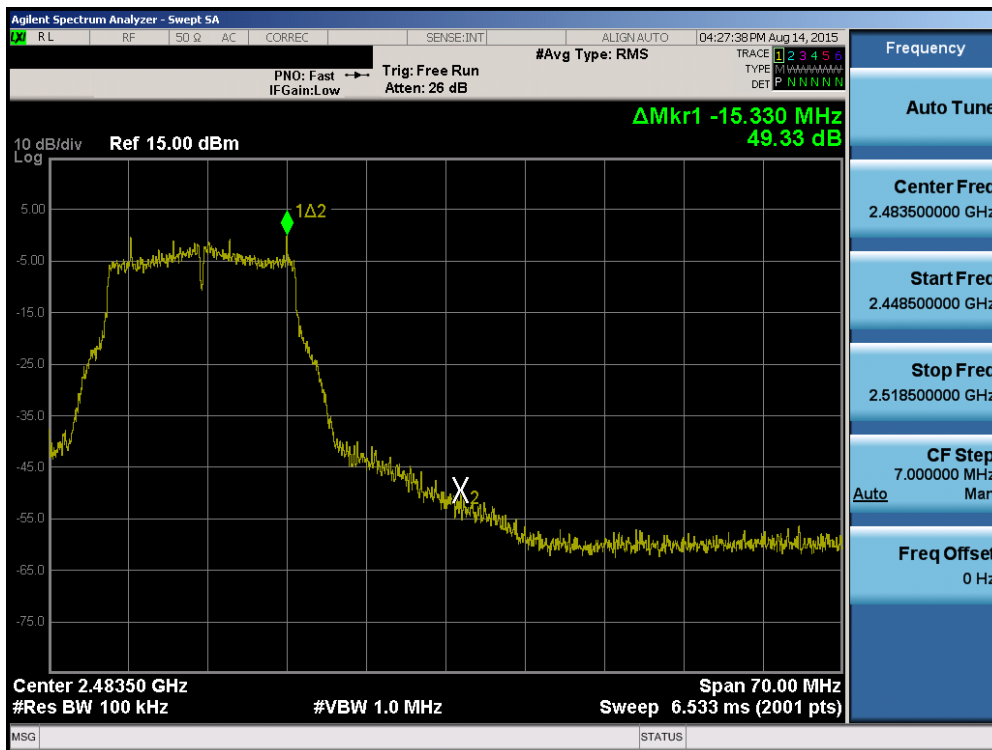 Agilent Spectrum Analyzer - Swept SA
LXI RL RF 50 Ω AC CORREC SENSE:INT ALIGNAUTO 04:27:38 PM Aug 14, 2015
#Avg Type: RMS TRACE 1 2 3 4 5 6
PNO: Fast Trig: Free Run TYPE M WWWWW
IFGain:Low Atten: 26 dB DET P N N N N N
ΔMkr1 -15.330 MHz
49.33 dB
10 dB/div Ref 15.00 dBm
Log
5.00
-5.00
-15.0
-25.0
-35.0
-45.0
-55.0
-65.0
-75.0
1Δ2
X2
Center 2.48350 GHz Span 70.00 MHz
#Res BW 100 kHz #VBW 1.0 MHz Sweep 6.533 ms (2001 pts)
MSG STATUS
Frequency
Auto Tune
Center Freq
2.483500000 GHz
Start Freq
2.448500000 GHz
Stop Freq
2.518500000 GHz
CF Step
7.000000 MHz
Auto Man
Freq Offset
0 Hz